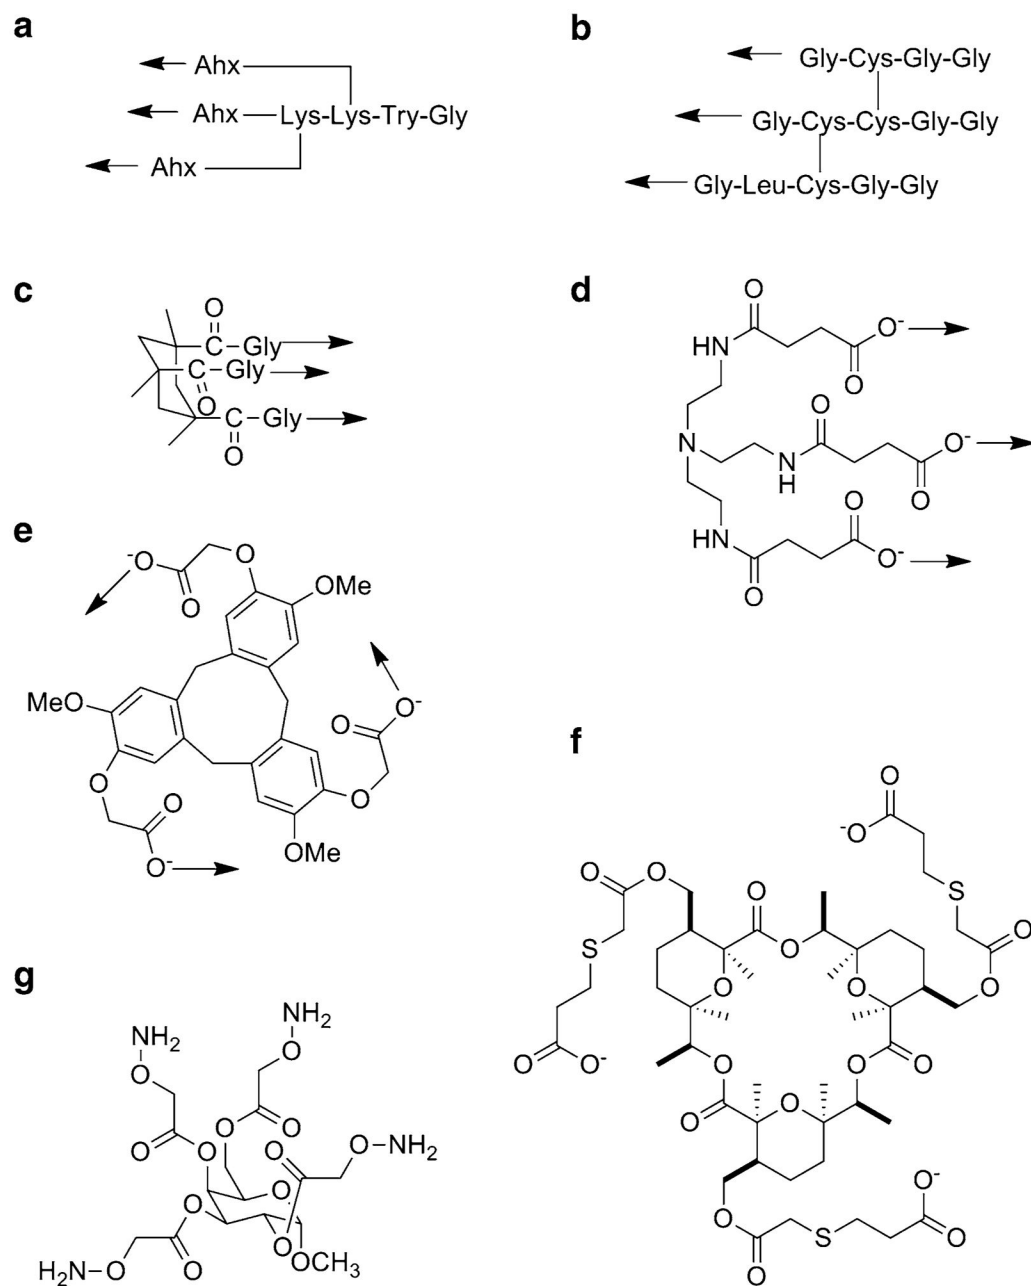 a
Ahx
Ahx Lys-Lys-Try-Gly
Ahx
b
Gly-Cys-Gly-Gly
Gly-Cys-Cys-Gly-Gly
Gly-Leu-Cys-Gly-Gly
c
O
C Gly
C Gly
O
C Gly
O
d
O
O-
HN
O
O
N
O-
N
H
O
O
HN
O-
O
e
-O
O
O
OMe
MeO
O
O-
O
O
O
O
O-
OMe
f
O
-O
S
O
O
O
O
O
O
S
O
O
O
O
O
O-
O
O
O
O
O
O-
O
O
S
O
g
NH2
NH2
O
O
O
O
O
O
O
O-NH2
O
O
O
O
O
OCH3
H2N-O